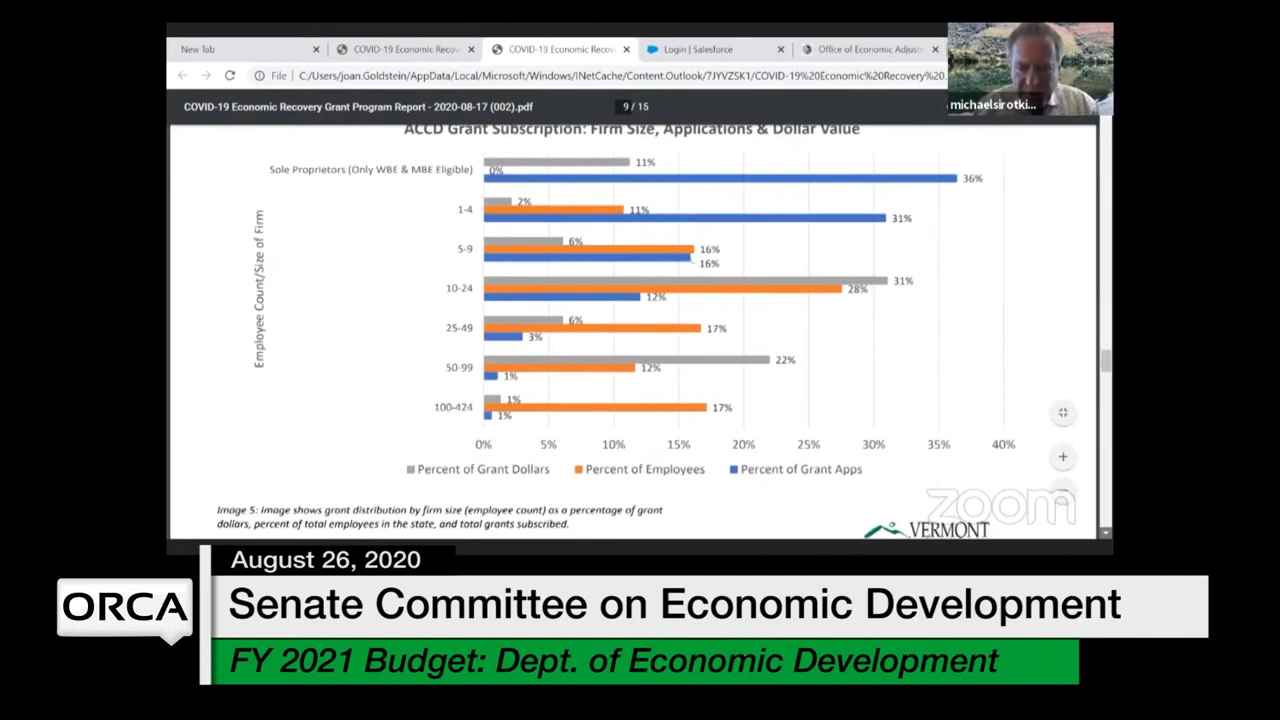 New Tab
COVID-19 Economic Recov
COVID-19 Economic Recov
Login | Salesforce
Office of Economic Adjust
File
C:/Users/joan.Goldstein/AppData/Local/Microsoft/Windows/INetCache/Content.Outlook/7JYVZSK1/COVID-19%20Economic%20Recovery%20.
michaelsirotki...
COVID-19 Economic Recovery Grant Program Report - 2020-08-17 (002).pdf
9 / 15
ACCD Grant Subscription: Firm Size, Applications & Dollar Value
Employee Count/Size of Firm
Sole Proprietors (Only WBE & MBE Eligible)
11%
0%
36%
1-4
2%
11%
31%
5-9
6%
16%
16%
10-24
31%
28%
12%
25-49
6%
17%
3%
50-99
22%
12%
1%
100-424
1%
17%
1%
0% 5% 10% 15% 20% 25% 30% 35% 40%
Percent of Grant Dollars Percent of Employees Percent of Grant Apps
Image 5: Image shows grant distribution by firm size (employee count) as a percentage of grant
dollars, percent of total employees in the state, and total grants subscribed.
zoom
VERMONT
August 26, 2020
ORCA
Senate Committee on Economic Development
FY 2021 Budget: Dept. of Economic Development